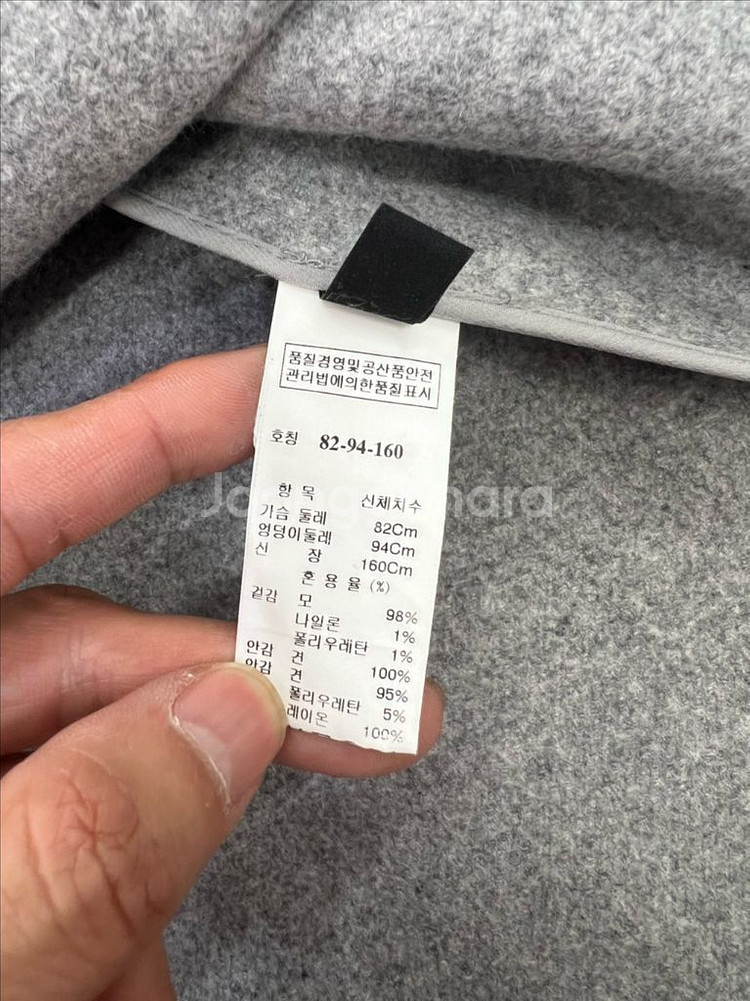 품질경영및공산품안전
관리법에의한품질표시
호칭 82-94-160
항 목 신체치수
가슴 둘레 82Cm
엉덩이둘레 94Cm
신 장 160Cm
혼 용 율 (%)
겉감 모 98%
나일론 1%
폴리우레탄 1%
안감 견 100%
안감 견 95%
폴리우레탄 5%
레이온 100%